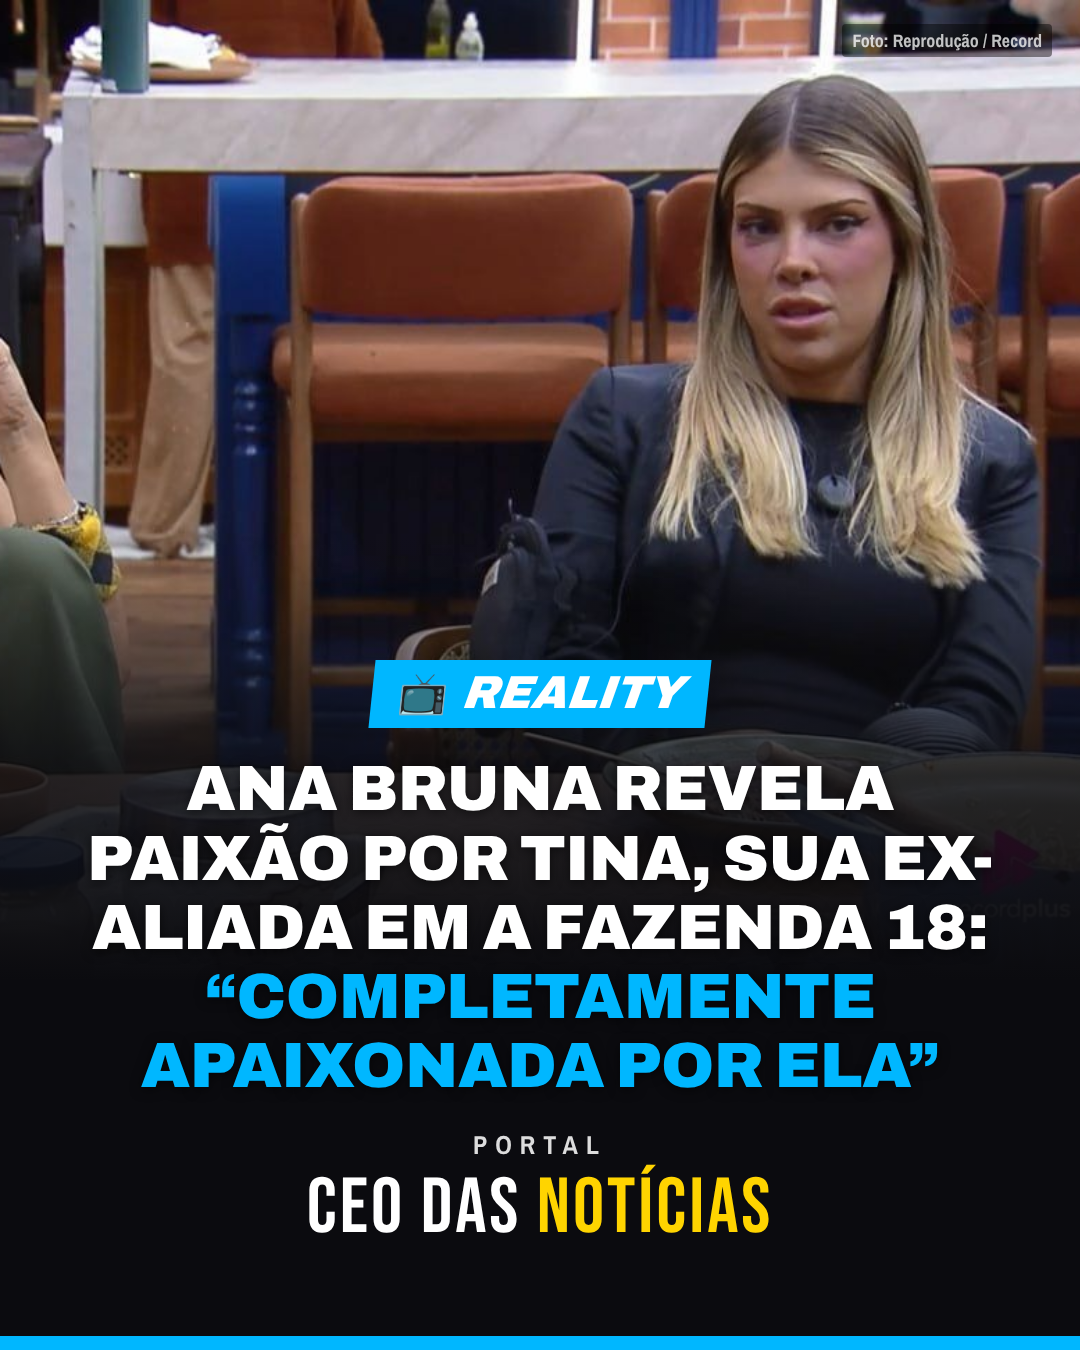 Foto: Reprodução / Record
REALITY
ANA BRUNA REVELA
PAIXÃO POR TINA, SUA EX-
ALIADA EM A FAZENDA 18:
“COMPLETAMENTE
APAIXONADA POR ELA”
PORTAL
CEO DAS NOTÍCIAS